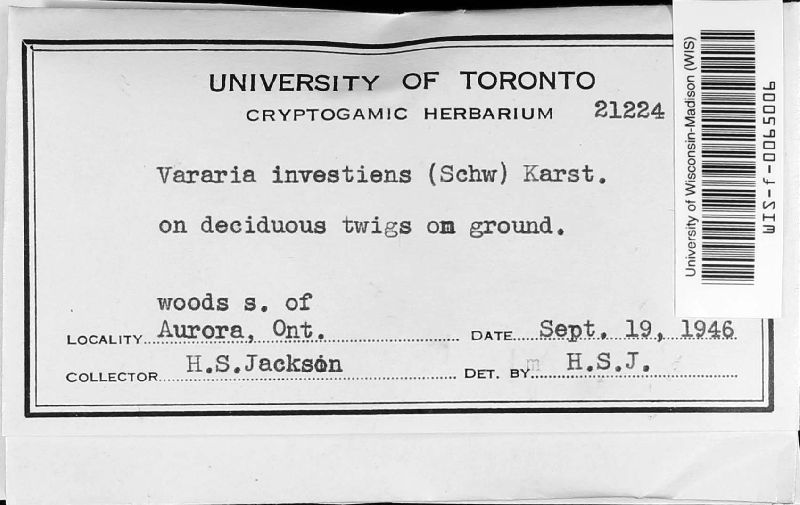 UNIVERSITY OF TORONTO
CRYPTOGAMIC HERBARIUM 21224
Vararia investiens (Schw) Karst.
on deciduous twigs on ground.
woods s. of
LOCALITY Aurora, Ont. DATE Sept. 19, 1946
COLLECTOR H.S.Jackson DET. BY H.S.J.
University of Wisconsin-Madison (WIS)
WIS-f-0065006